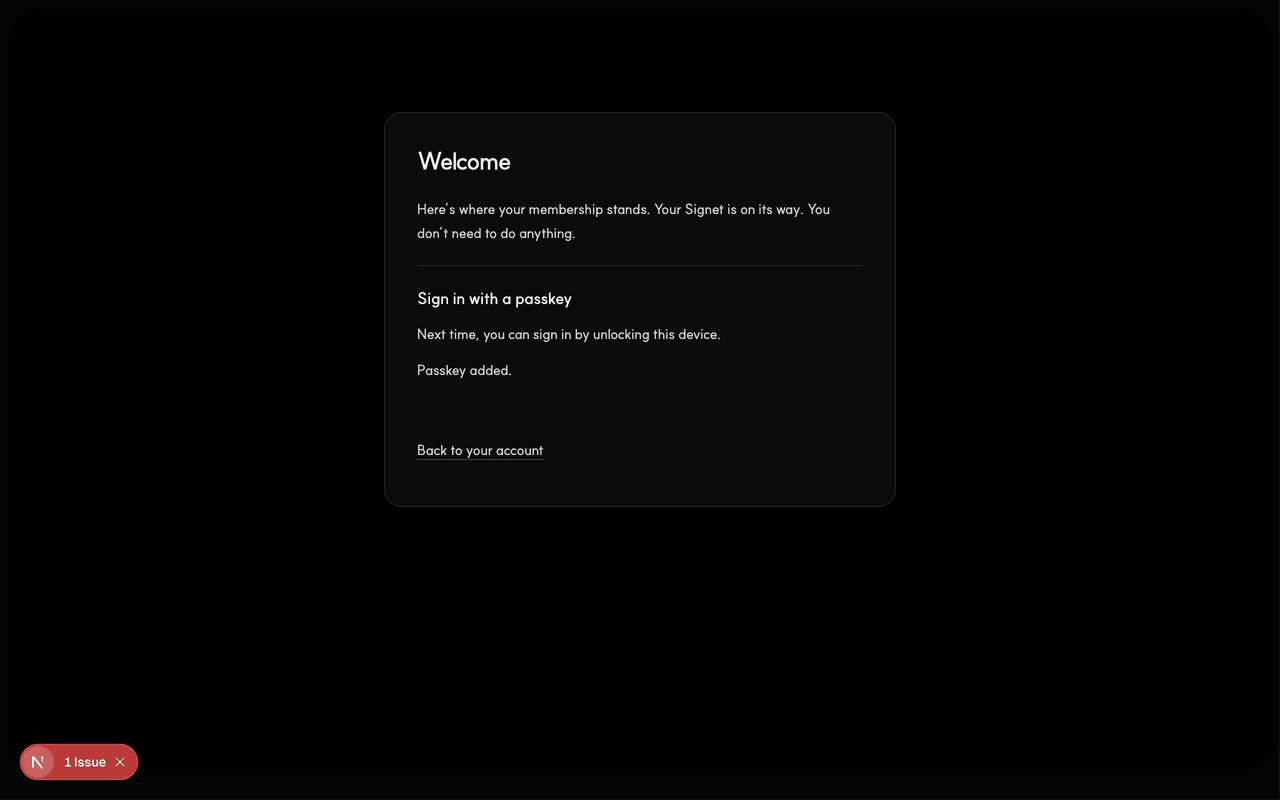 Welcome
Here's where your membership stands. Your Signet is on its way. You
don't need to do anything.
Sign in with a passkey
Next time, you can sign in by unlocking this device.
Passkey added.
Back to your account
N 1 Issue